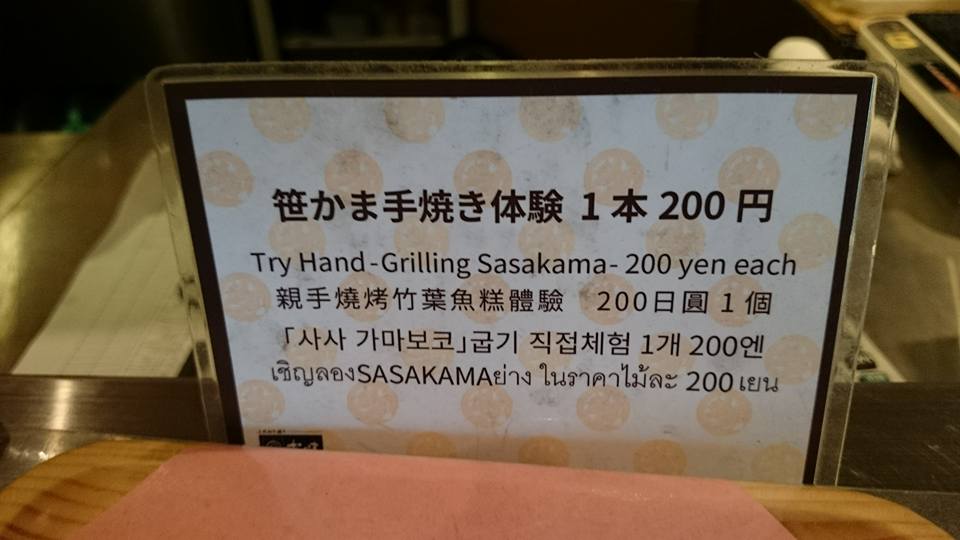 笹かま手焼き体験 1本200円
Try Hand-Grilling Sasakama- 200 yen each
親手燒烤竹葉魚糕體驗　200日圓 1 個
「사사 가마보코」굽기 직접체험 1개 200엔
เชิญลองSASAKAMAย่าง ในราคาไม้ละ 200 เยน